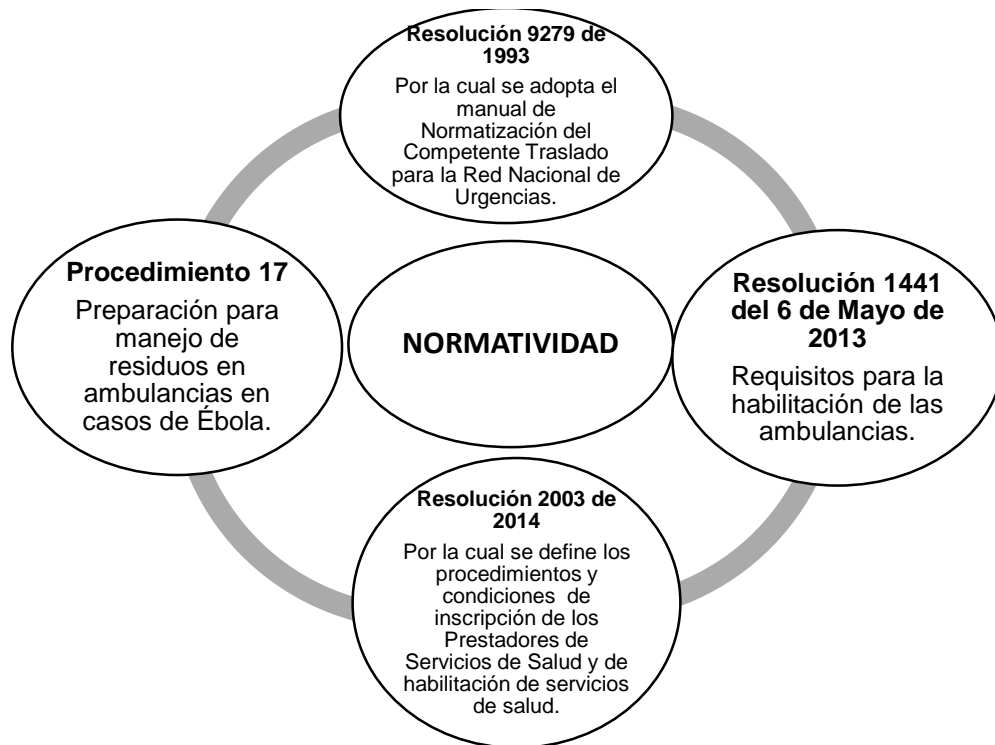 Resolución 9279 de
1993
Por la cual se adopta el
manual de
Normatización del
Competente Traslado
para la Red Nacional de
Urgencias.
Procedimiento 17
Preparación para
manejo de
residuos en
ambulancias en
casos de Ébola.
NORMATIVIDAD
Resolución 1441
del 6 de Mayo de
2013
Requisitos para la
habilitación de las
ambulancias.
Resolución 2003 de
2014
Por la cual se define los
procedimientos y
condiciones de
inscripción de los
Prestadores de
Servicios de Salud y de
habilitación de servicios
de salud.